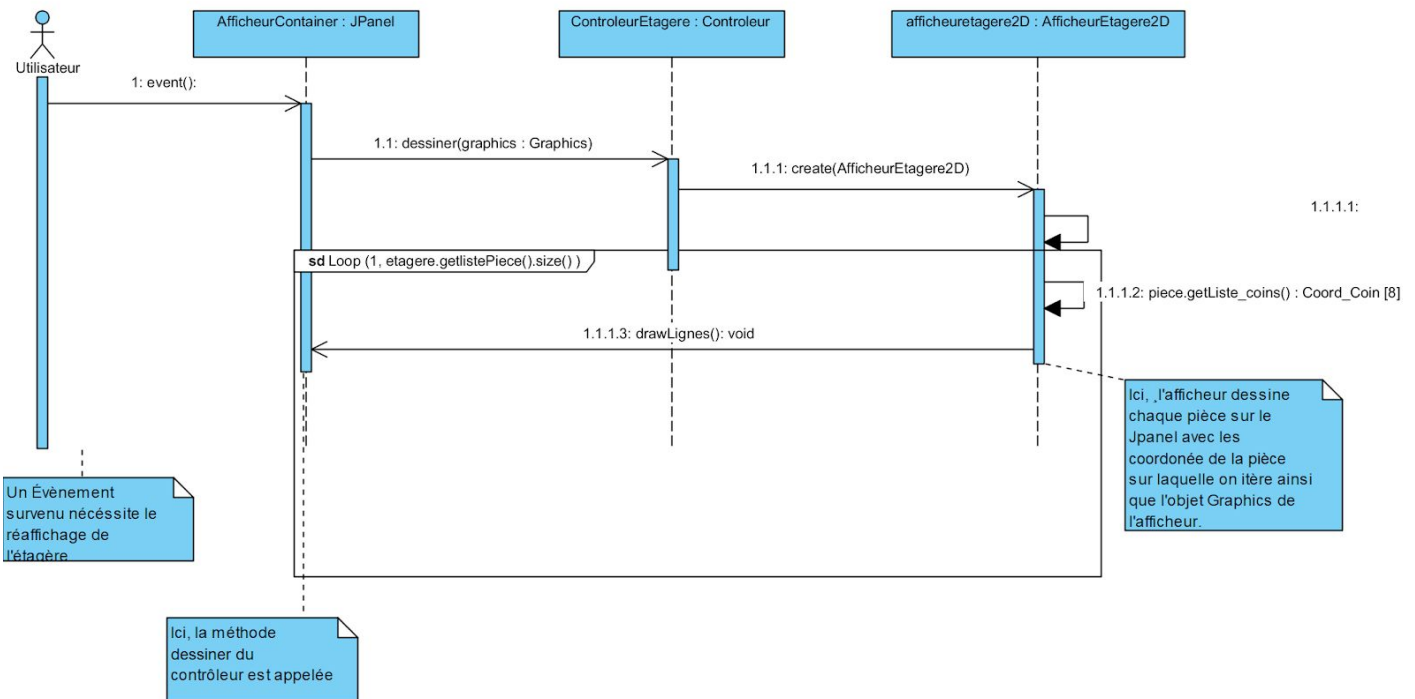 AfficheurContainer : JPanel
ControleurEtagere : Controleur
afficheuretagere2D : AfficheurEtagere2D
Utilisateur
1: event():
1.1: dessiner(graphics : Graphics)
1.1.1: create(AfficheurEtagere2D)
1.1.1.1:
sd Loop (1, etagere.getlistePiece().size() )
1.1.1.2: piece.getListe_coins() : Coord_Coin [8]
1.1.1.3: drawLignes(): void
Ici, ¸l'afficheur dessine
chaque pièce sur le
Jpanel avec les
coordonée de la pièce
sur laquelle on itère ainsi
que l'objet Graphics de
l'afficheur.
Un Évènement
survenu nécéssite le
réaffichage de
l'étagère
Ici, la méthode
dessiner du
contrôleur est appelée